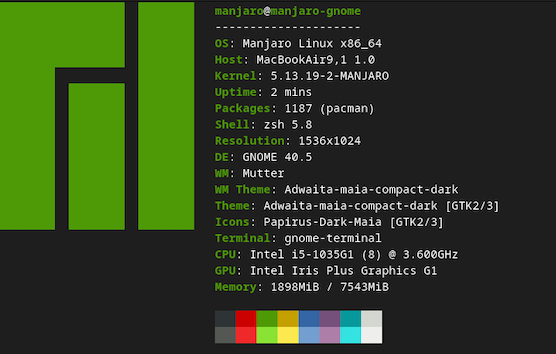 manjaro@manjaro-gnome
---------------------
OS: Manjaro Linux x86_64
Host: MacBookAir9,1 1.0
Kernel: 5.13.19-2-MANJARO
Uptime: 2 mins
Packages: 1187 (pacman)
Shell: zsh 5.8
Resolution: 1536x1024
DE: GNOME 40.5
WM: Mutter
WM Theme: Adwaita-maia-compact-dark
Theme: Adwaita-maia-compact-dark [GTK2/3]
Icons: Papirus-Dark-Maia [GTK2/3]
Terminal: gnome-terminal
CPU: Intel i5-1035G1 (8) @ 3.600GHz
GPU: Intel Iris Plus Graphics G1
Memory: 1898MiB / 7543MiB